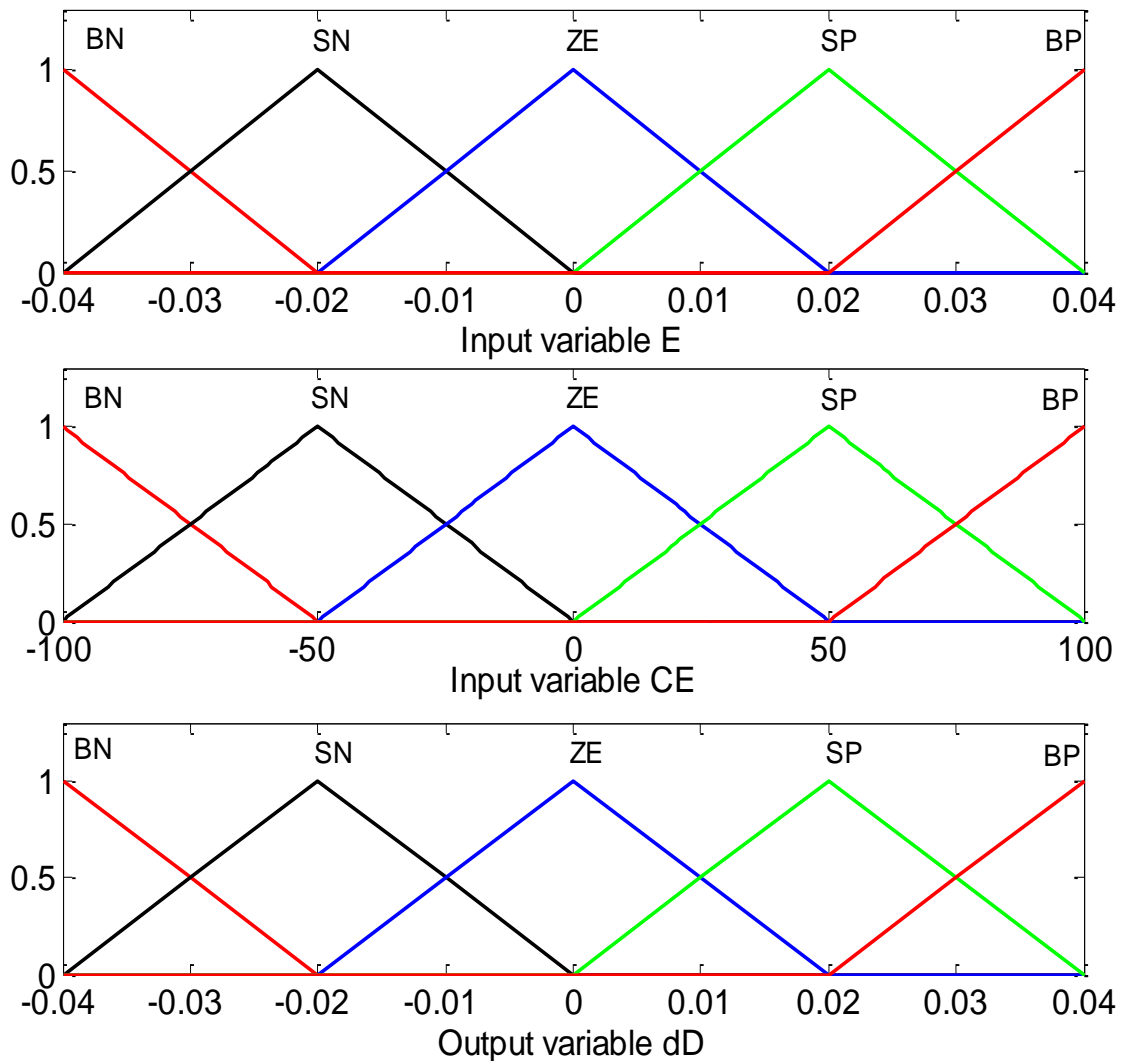 BN SN ZE SP BP
1
0.5
0
-0.04 -0.03 -0.02 -0.01 0 0.01 0.02 0.03 0.04
Input variable E
BN SN ZE SP BP
1
0.5
0
-100 -50 0 50 100
Input variable CE
BN SN ZE SP BP
1
0.5
0
-0.04 -0.03 -0.02 -0.01 0 0.01 0.02 0.03 0.04
Output variable dD